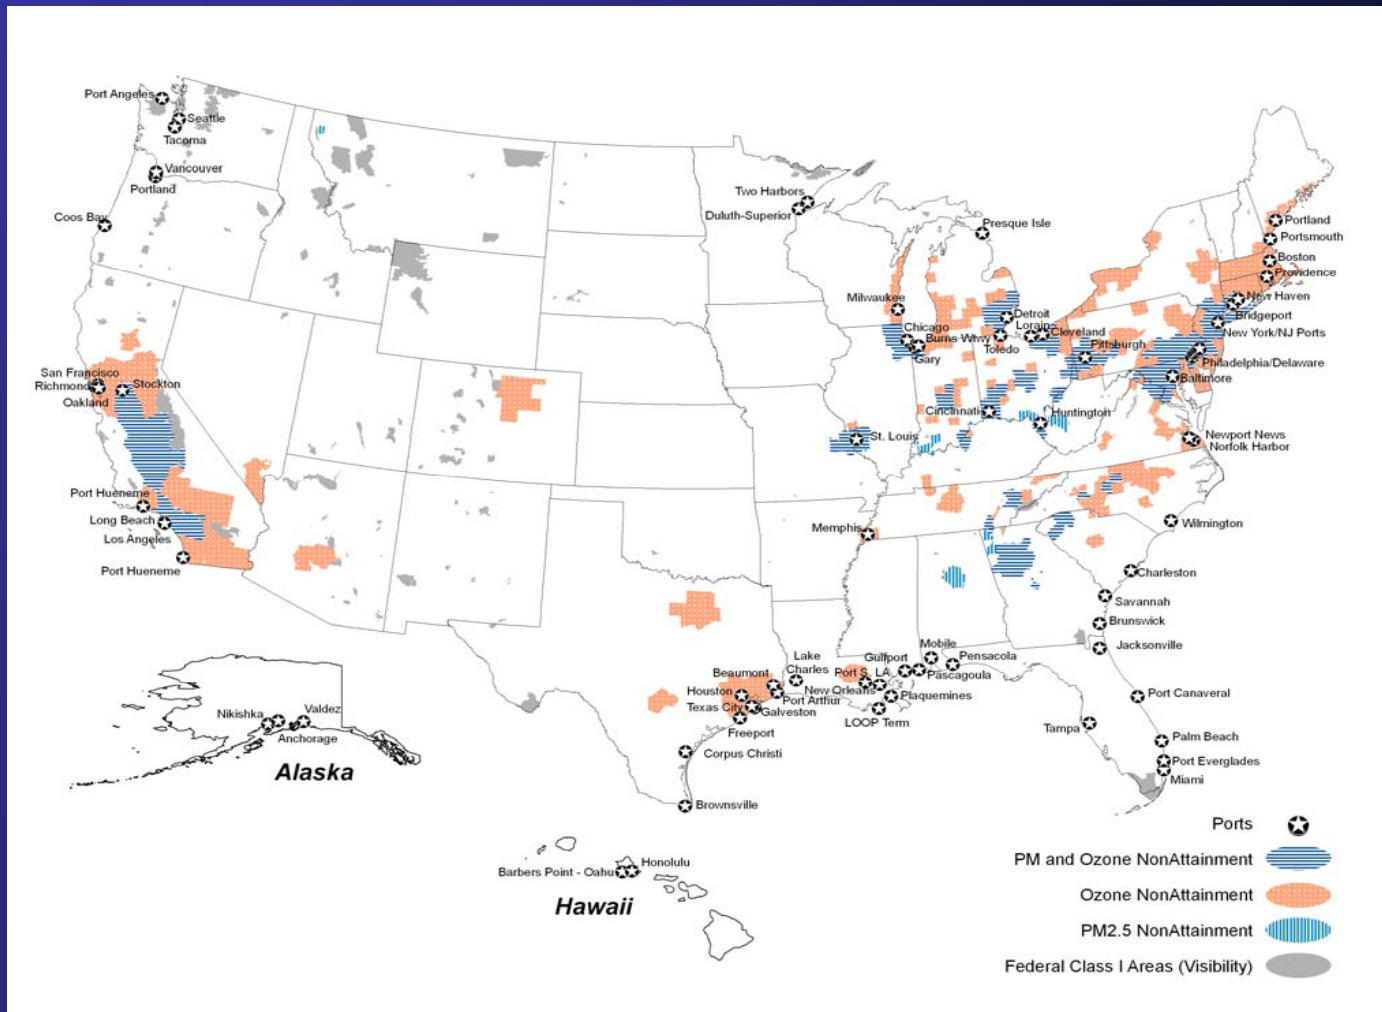 Port Angeles
Seattle
Tacoma
Vancouver
Portland
Coos Bay
San Francisco
Richmond
Oakland
Stockton
Port Hueneme
Long Beach
Los Angeles
Port Hueneme
Two Harbors
Duluth-Superior
Presque Isle
Milwaukee
Chicago
Burns Whwy
Gary
Detroit
Lorain
Cleveland
Toledo
Pittsburgh
Cincinnati
Huntington
St. Louis
Memphis
Portland
Portsmouth
Boston
Providence
New Haven
Bridgeport
New York/NJ Ports
Philadelphia/Delaware
Baltimore
Newport News
Norfolk Harbor
Wilmington
Charleston
Savannah
Brunswick
Jacksonville
Port Canaveral
Palm Beach
Port Everglades
Miami
Tampa
Mobile
Pensacola
Gulfport
Pascagoula
Lake
Charles
Port S. LA
New Orleans
Plaquemines
LOOP Term
Beaumont
Houston
Port Arthur
Texas City
Galveston
Freeport
Corpus Christi
Brownsville
Nikishka
Valdez
Anchorage
Alaska
Honolulu
Barbers Point - Oahu
Hawaii
Ports
PM and Ozone NonAttainment
Ozone NonAttainment
PM2.5 NonAttainment
Federal Class I Areas (Visibility)